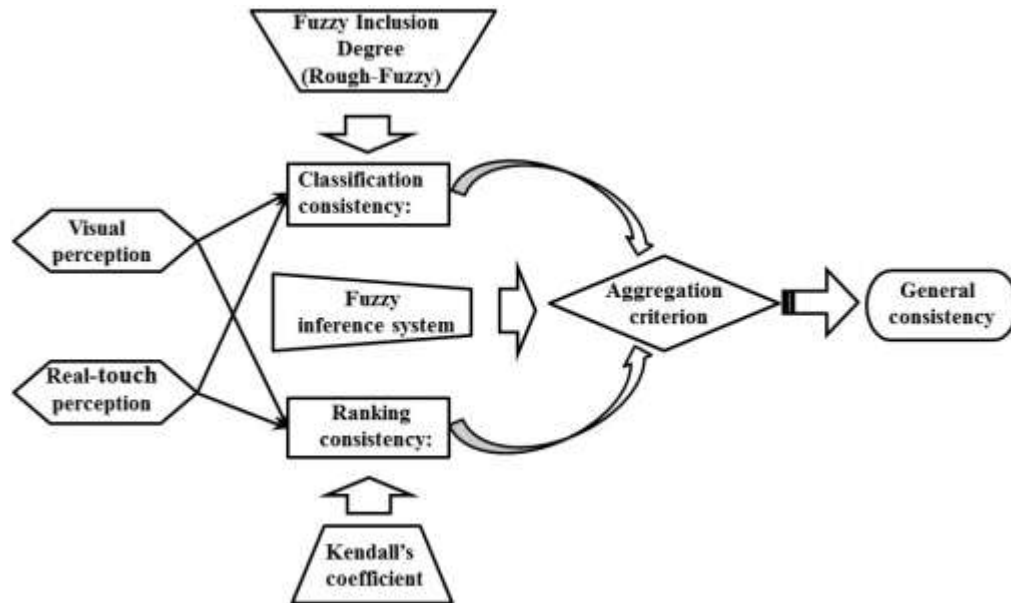 Fuzzy Inclusion
Degree
(Rough-Fuzzy)
Classification
consistency:
Visual
perception
Fuzzy
inference system
Aggregation
criterion
General
consistency
Real-touch
perception
Ranking
consistency:
Kendall's
coefficient